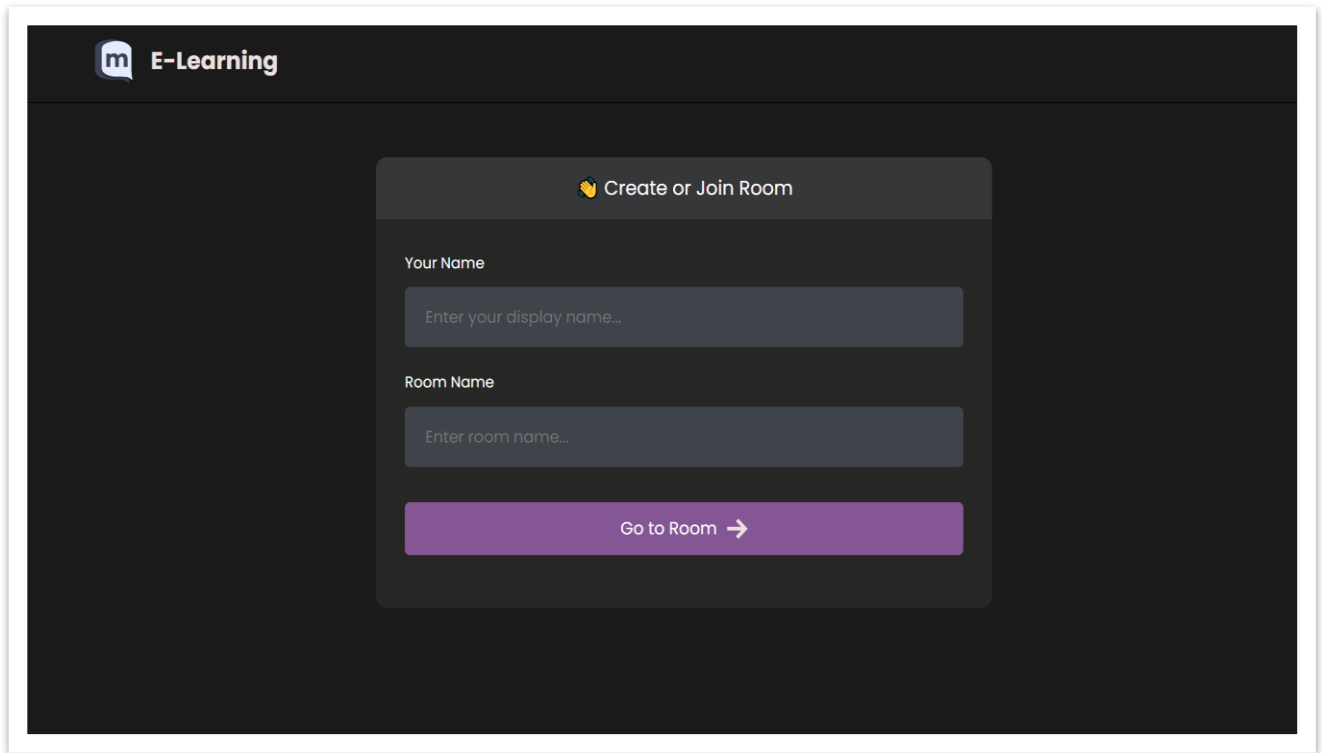 m E-Learning
👋 Create or Join Room
Your Name
Enter your display name...
Room Name
Enter room name...
Go to Room →